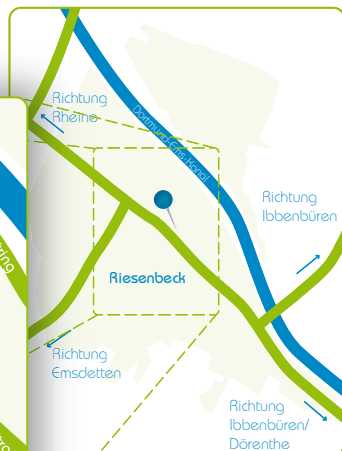 Richtung
Rheine
Dortmund-Ems-Kanal
Richtung
Ibbenbüren
Riesenbeck
Richtung
Emsdetten
Richtung
Ibbenbüren/
Dörenthe